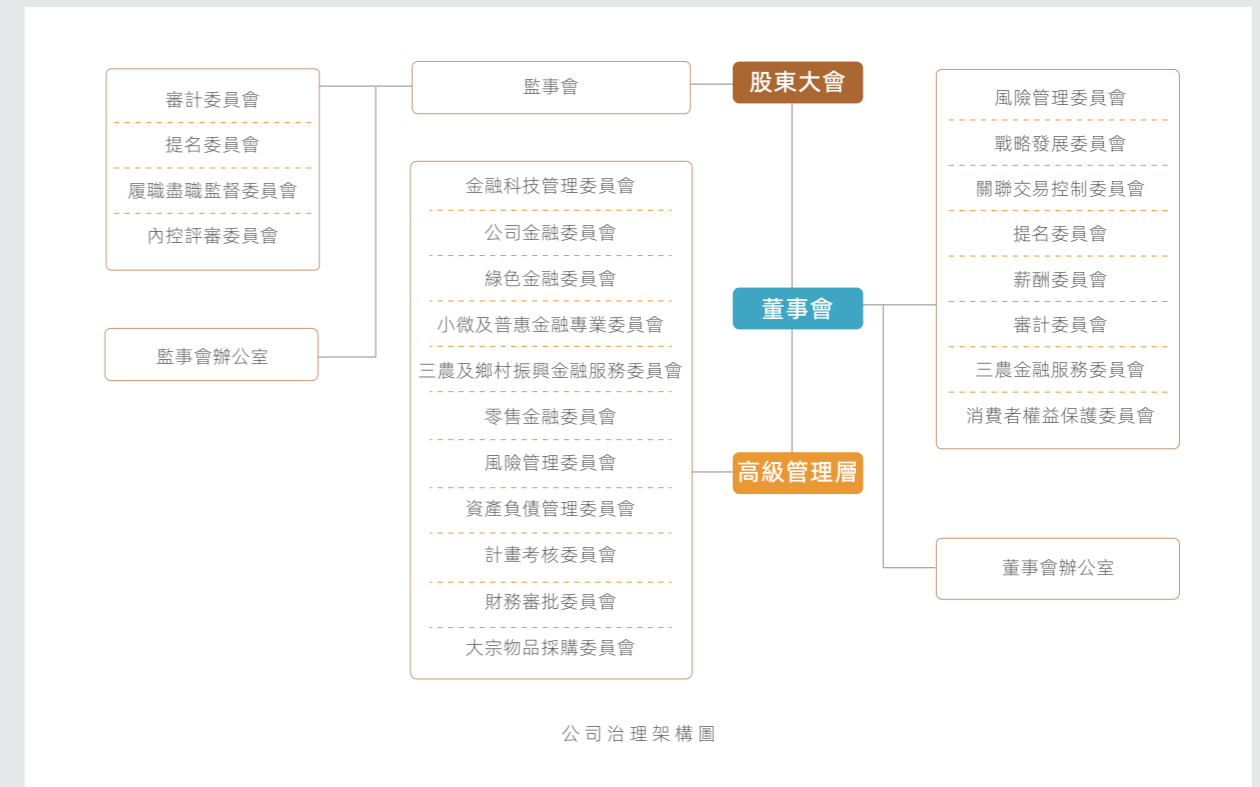 股東大會
監事會
審計委員會
提名委員會
履職盡職監督委員會
內控評審委員會
監事會辦公室
董事會
風險管理委員會
戰略發展委員會
關聯交易控制委員會
提名委員會
薪酬委員會
審計委員會
三農金融服務委員會
消費者權益保護委員會
董事會辦公室
高級管理層
金融科技管理委員會
公司金融委員會
綠色金融委員會
小微及普惠金融專業委員會
三農及鄉村振興金融服務委員會
零售金融委員會
風險管理委員會
資產負債管理委員會
計畫考核委員會
財務審批委員會
大宗物品採購委員會
公司治理架構圖